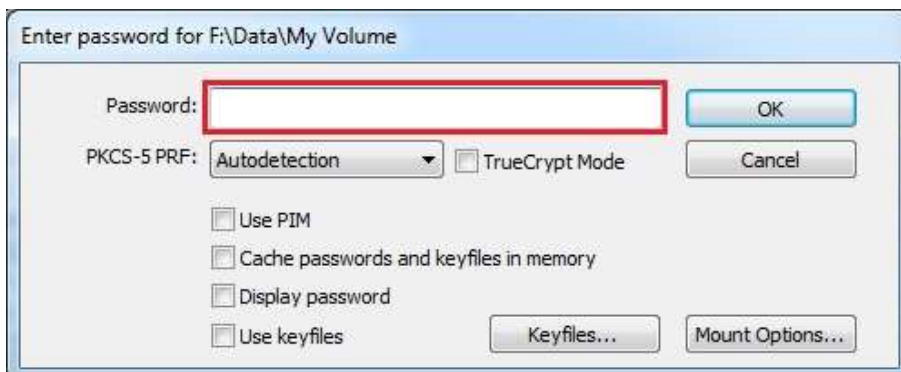 Enter password for F:\Data\My Volume
Password:
OK
PKCS-5 PRF: Autodetection TrueCrypt Mode Cancel
Use PIM
Cache passwords and keyfiles in memory
Display password
Use keyfiles Keyfiles... Mount Options...